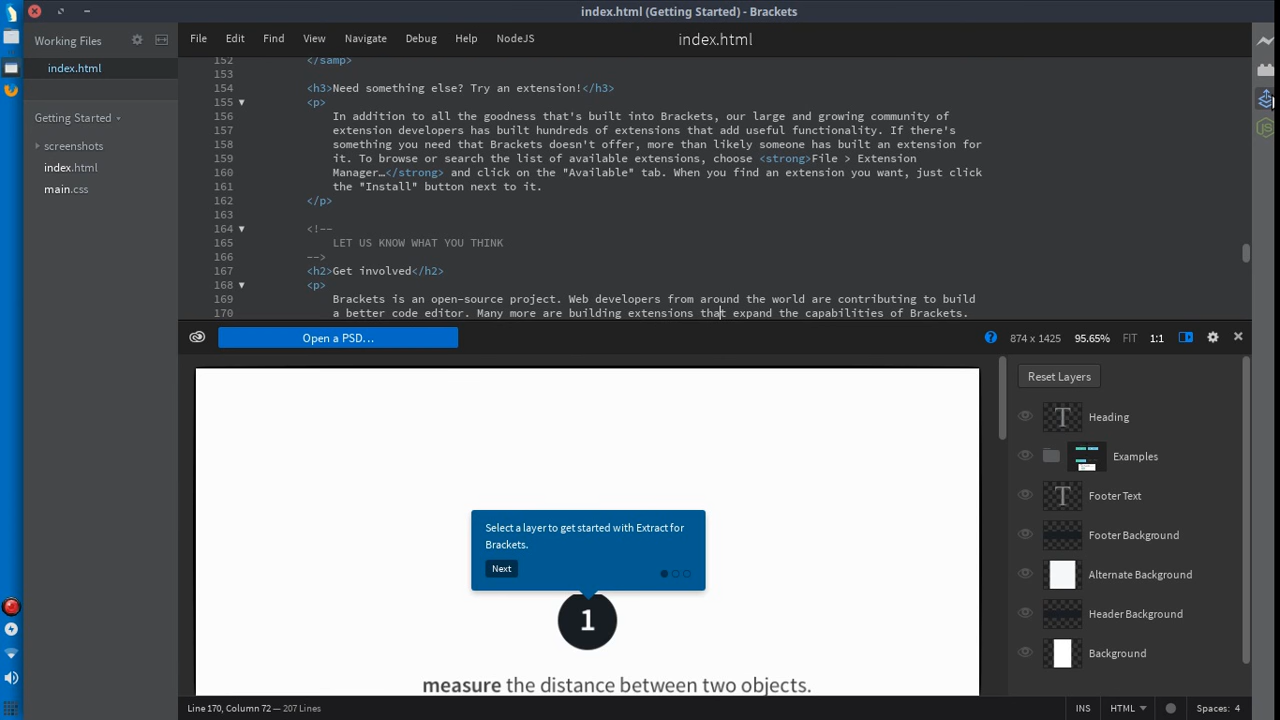 index.html (Getting Started) - Brackets
Working Files
index.html
Getting Started
screenshots
index.html
main.css
File Edit Find View Navigate Debug Help NodeJS
index.html
152 </samp>
153
154 <h3>Need something else? Try an extension!</h3>
155 <p>
156 In addition to all the goodness that's built into Brackets, our large and growing community of
157 extension developers has built hundreds of extensions that add useful functionality. If there's
158 something you need that Brackets doesn't offer, more than likely someone has built an extension for
159 it. To browse or search the list of available extensions, choose <strong>File > Extension
160 Manager…</strong> and click on the "Available" tab. When you find an extension you want, just click
161 the "Install" button next to it.
162 </p>
163
164 <!--
165 LET US KNOW WHAT YOU THINK
166 -->
167 <h2>Get involved</h2>
168 <p>
169 Brackets is an open-source project. Web developers from around the world are contributing to build
170 a better code editor. Many more are building extensions that expand the capabilities of Brackets.
Open a PSD…
874 x 1425 95.65% FIT 1:1
Select a layer to get started with Extract for
Brackets.
Next
1
measure the distance between two objects.
Reset Layers
T Heading
Examples
T Footer Text
Footer Background
Alternate Background
Header Background
Background
Line 170, Column 72 — 207 Lines
INS HTML Spaces: 4